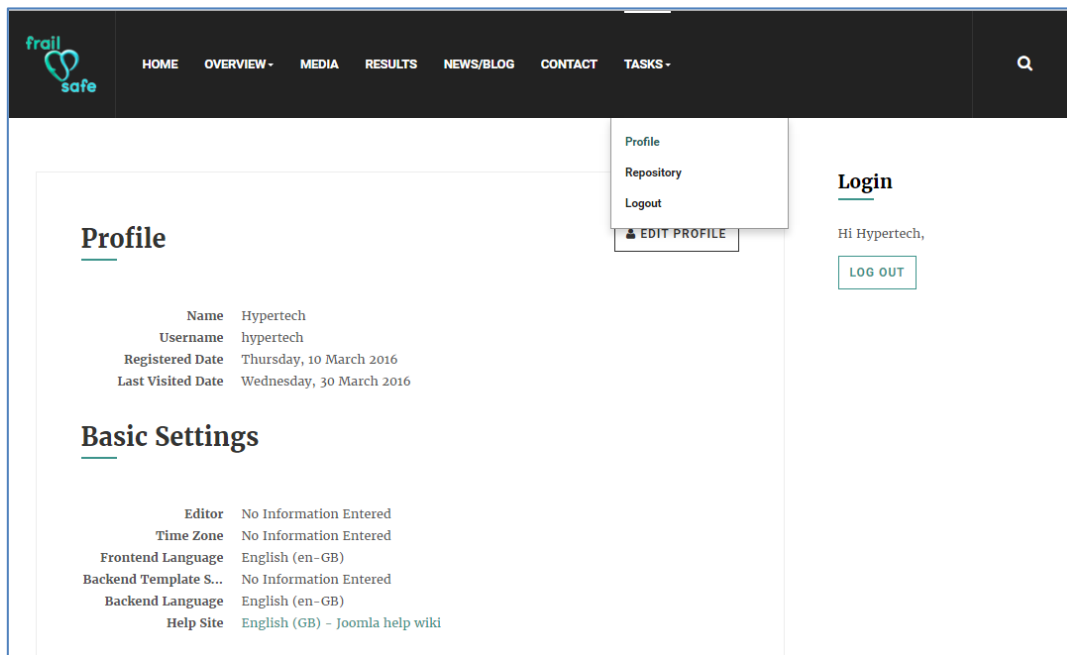 frail
safe
HOME OVERVIEW MEDIA RESULTS NEWS/BLOG CONTACT TASKS
Profile
Repository
Logout
Profile
EDIT PROFILE
Name Hypertech
Username hypertech
Registered Date Thursday, 10 March 2016
Last Visited Date Wednesday, 30 March 2016
Basic Settings
Editor No Information Entered
Time Zone No Information Entered
Frontend Language English (en-GB)
Backend Template S... No Information Entered
Backend Language English (en-GB)
Help Site English (GB) - Joomla help wiki
Login
Hi Hypertech,
LOG OUT